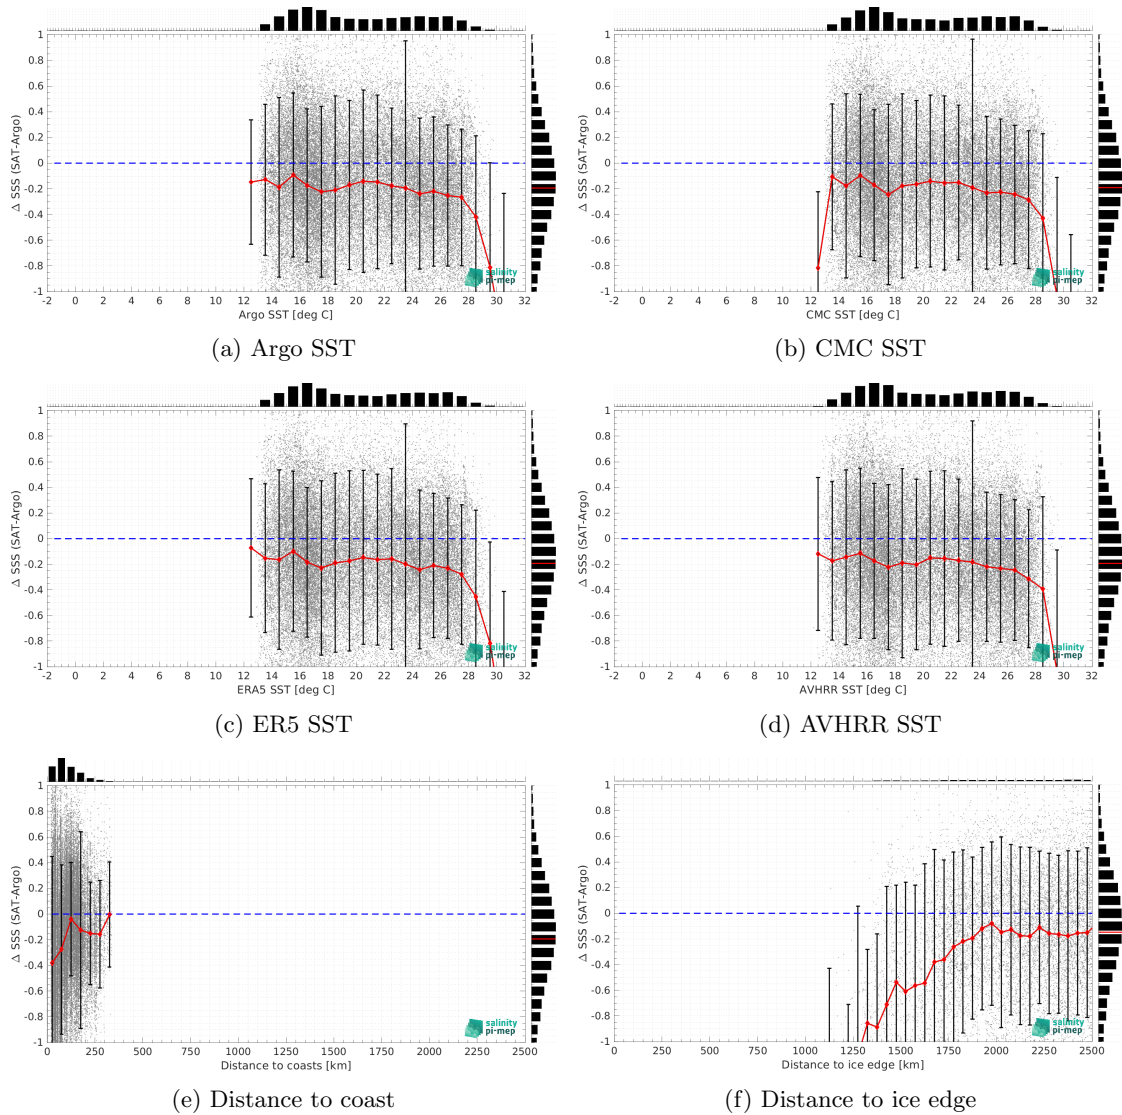 Δ SSS (SAT-Argo)
1
0.8
0.6
0.4
0.2
0
-0.2
-0.4
-0.6
-0.8
-1
salinity
pi-mep
-2 0 2 4 6 8 10 12 14 16 18 20 22 24 26 28 30 32
Argo SST [deg C]
(a) Argo SST
Δ SSS (SAT-Argo)
1
0.8
0.6
0.4
0.2
0
-0.2
-0.4
-0.6
-0.8
-1
salinity
pi-mep
-2 0 2 4 6 8 10 12 14 16 18 20 22 24 26 28 30 32
CMC SST [deg C]
(b) CMC SST
Δ SSS (SAT-Argo)
1
0.8
0.6
0.4
0.2
0
-0.2
-0.4
-0.6
-0.8
-1
salinity
pi-mep
-2 0 2 4 6 8 10 12 14 16 18 20 22 24 26 28 30 32
ERA5 SST [deg C]
(c) ER5 SST
Δ SSS (SAT-Argo)
1
0.8
0.6
0.4
0.2
0
-0.2
-0.4
-0.6
-0.8
-1
salinity
pi-mep
-2 0 2 4 6 8 10 12 14 16 18 20 22 24 26 28 30 32
AVHRR SST [deg C]
(d) AVHRR SST
Δ SSS (SAT-Argo)
1
0.8
0.6
0.4
0.2
0
-0.2
-0.4
-0.6
-0.8
-1
salinity
pi-mep
0 250 500 750 1000 1250 1500 1750 2000 2250 2500
Distance to coasts [km]
(e) Distance to coast
Δ SSS (SAT-Argo)
1
0.8
0.6
0.4
0.2
0
-0.2
-0.4
-0.6
-0.8
-1
salinity
pi-mep
0 250 500 750 1000 1250 1500 1750 2000 2250 2500
Distance to ice edge [km]
(f) Distance to ice edge